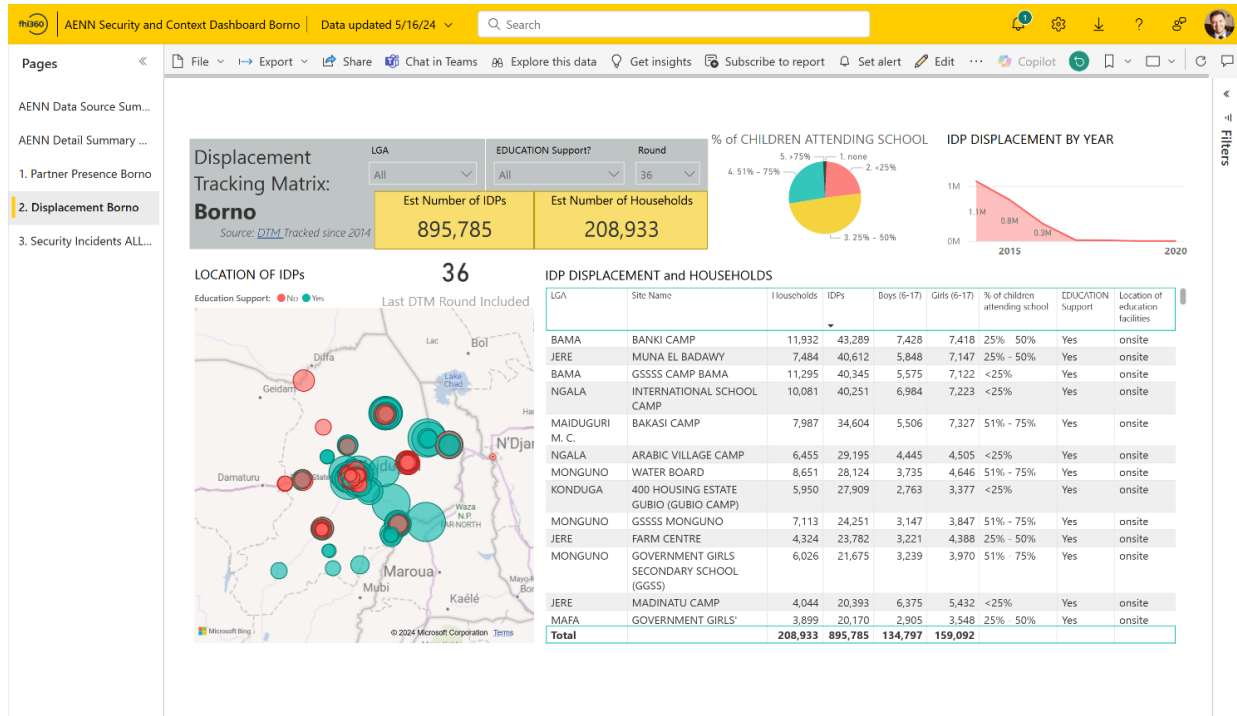 fhi360
AENN Security and Context Dashboard Borno
Data updated 5/16/24
Search
1
Pages
File
Export
Share
Chat in Teams
Explore this data
Get insights
Subscribe to report
Set alert
Edit
Copilot
AENN Data Source Sum...
AENN Detail Summary ...
1. Partner Presence Borno
2. Displacement Borno
3. Security Incidents ALL...
Filters
Displacement
Tracking Matrix:
Borno
Source: DTM Tracked since 2014
LGA
All
EDUCATION Support?
All
Round
36
Est Number of IDPs
895,785
Est Number of Households
208,933
% of CHILDREN ATTENDING SCHOOL
5. >75%
1. none
2. <25%
4. 51% - 75%
3. 25% - 50%
IDP DISPLACEMENT BY YEAR
1M
0M
1.1M
0.8M
0.3M
2015
2020
LOCATION OF IDPs
36
Last DTM Round Included
Education Support: No Yes
Lac
Bol
Diffa
Geidam
Lake
Chad
N'Djar
Damaturu
State
Waza
N.P.
FAR-NORTH
Maroua
Mubi
Kaélé
Microsoft Bing
© 2024 Microsoft Corporation Terms
IDP DISPLACEMENT and HOUSEHOLDS
LGA Site Name Households IDPs Boys (6-17) Girls (6-17) % of children attending school EDUCATION Support Location of education facilities
BAMA BANKI CAMP 11,932 43,289 7,428 7,418 25% 50% Yes onsite
JERE MUNA EL BADAWY 7,484 40,612 5,848 7,147 25% - 50% Yes onsite
BAMA GSSSS CAMP BAMA 11,295 40,345 5,575 7,122 <25% Yes onsite
NGALA INTERNATIONAL SCHOOL CAMP 10,081 40,251 6,984 7,223 <25% Yes onsite
MAIDUGURI M. C. BAKASI CAMP 7,987 34,604 5,506 7,327 51% - 75% Yes onsite
NGALA ARABIC VILLAGE CAMP 6,455 29,195 4,445 4,505 <25% Yes onsite
MONGUNO WATER BOARD 8,651 28,124 3,735 4,646 51% - 75% Yes onsite
KONDUGA 400 HOUSING ESTATE GUBIO (GUBIO CAMP) 5,950 27,909 2,763 3,377 <25% Yes onsite
MONGUNO GSSSS MONGUNO 7,113 24,251 3,147 3,847 51% - 75% Yes onsite
JERE FARM CENTRE 4,324 23,782 3,221 4,388 25% - 50% Yes onsite
MONGUNO GOVERNMENT GIRLS SECONDARY SCHOOL (GGSS) 6,026 21,675 3,239 3,970 51% - 75% Yes onsite
JERE MADINATU CAMP 4,044 20,393 6,375 5,432 <25% Yes onsite
MAFA GOVERNMENT GIRLS' 3,899 20,170 2,905 3,548 25% - 50% Yes onsite
Total 208,933 895,785 134,797 159,092